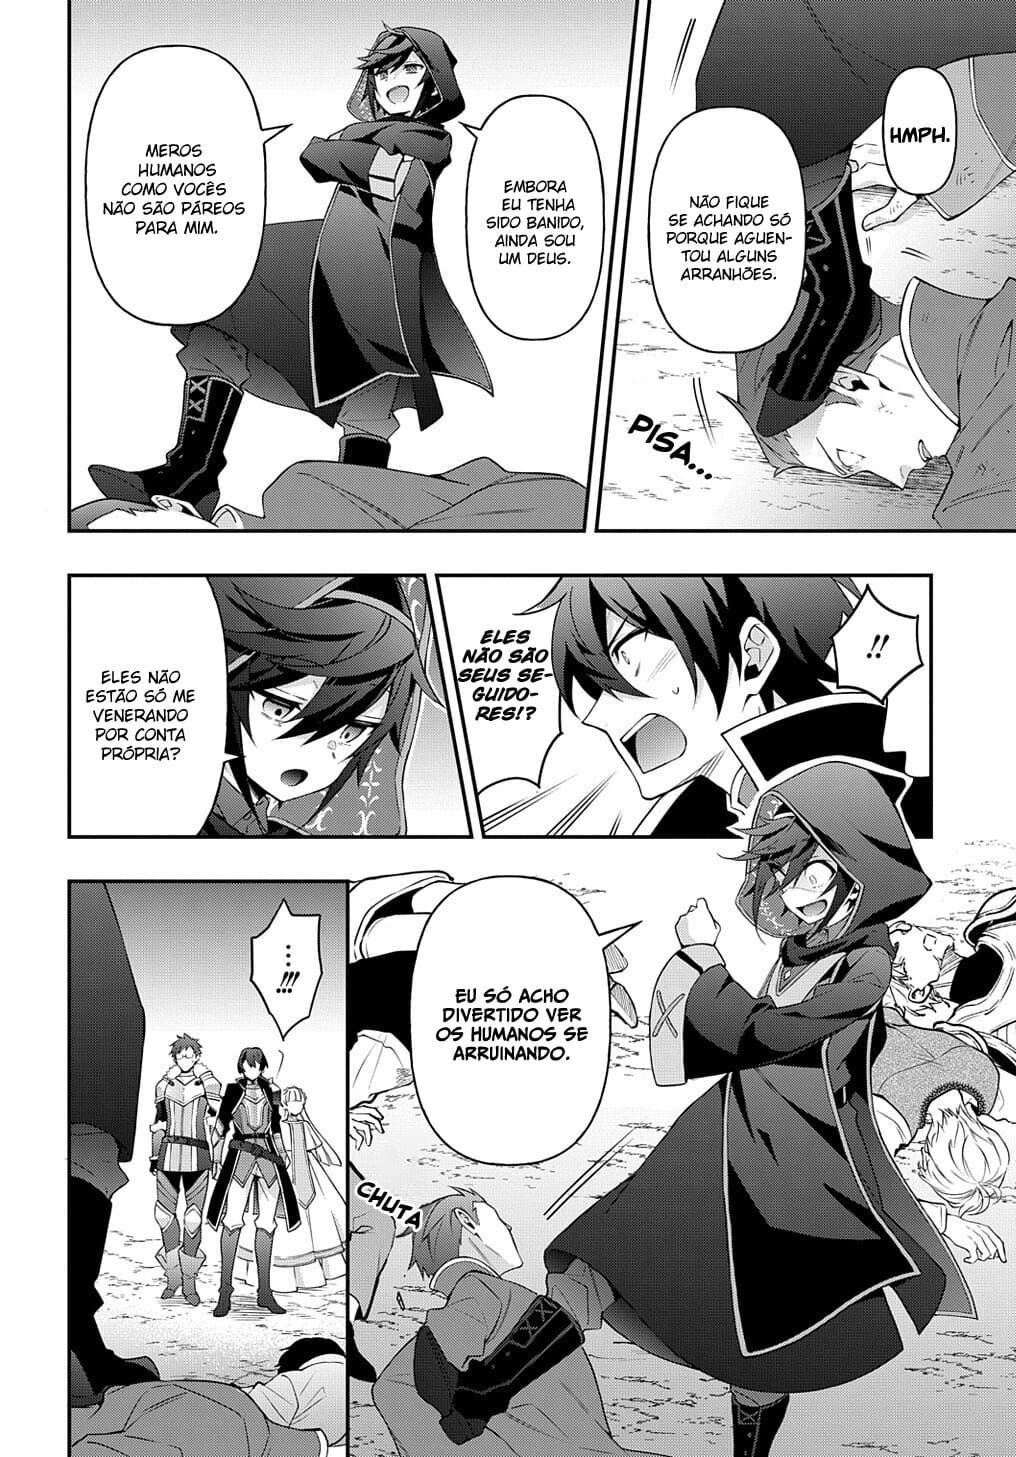 HMPH.
NÃO FIQUE
SE ACHANDO SÓ
PORQUE AGUEN-
TOU ALGUNS
ARRANHÕES.
PISA...
EMBORA
EU TENHA
SIDO BANIDO,
AINDA SOU
UM DEUS.
MEROS
HUMANOS
COMO VOCÊS
NÃO SÃO PÁREOS
PARA MIM.
!!
ELES
NÃO SÃO
SEUS SE-
GUIDO-
RES!?
ELES NÃO
ESTÃO SÓ ME
VENERANDO
POR CONTA
PRÓPRIA?
EU SÓ ACHO
DIVERTIDO VER
OS HUMANOS SE
ARRUINANDO.
CHUTA
...!!!